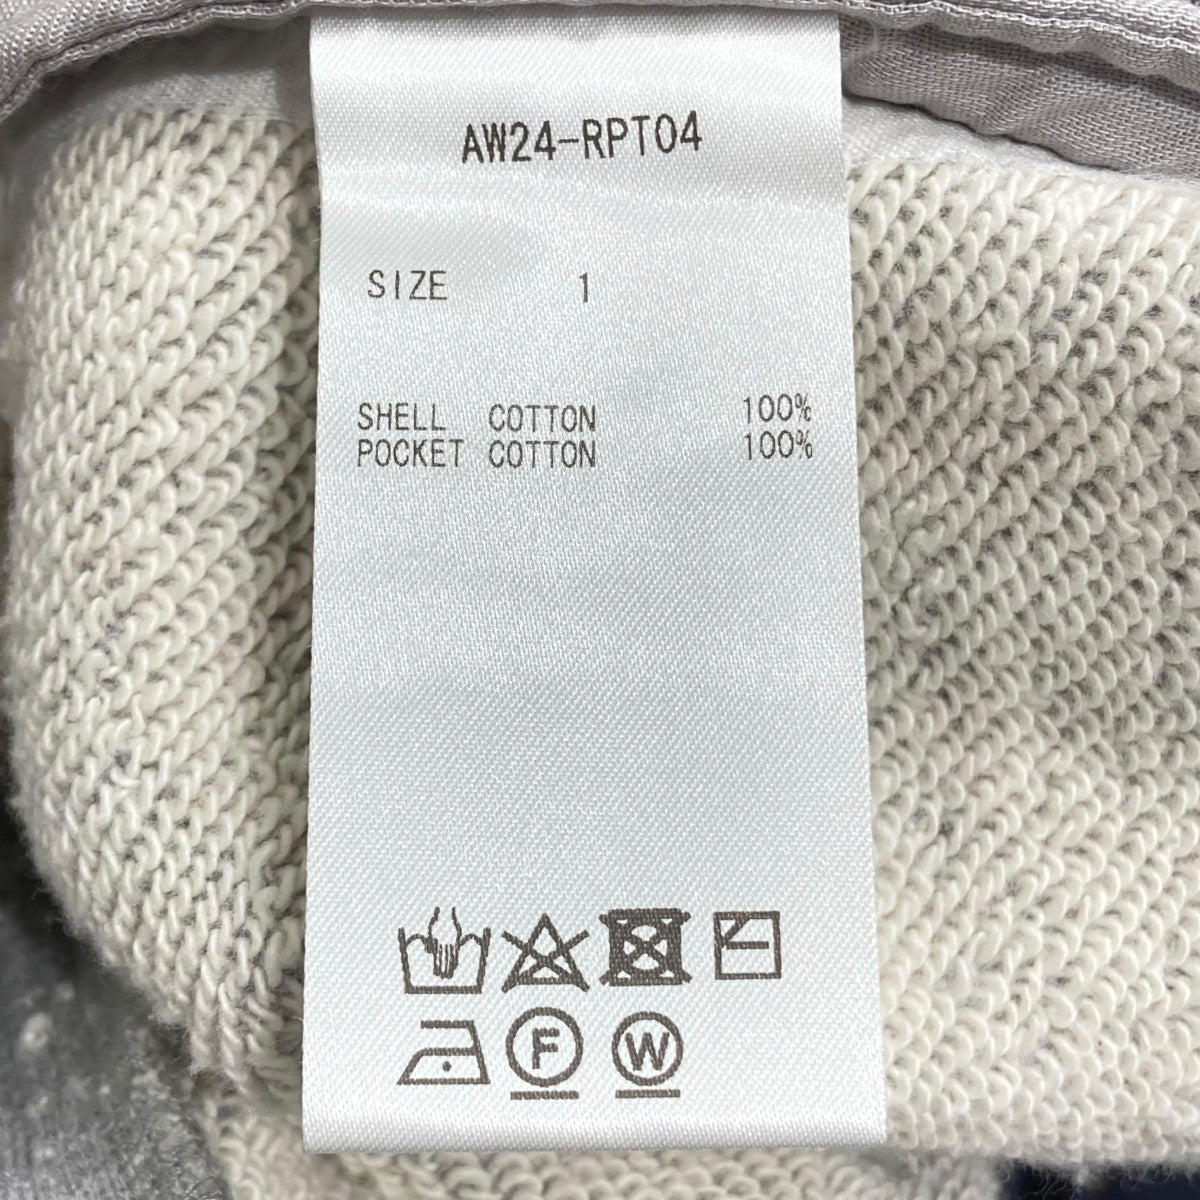 AW24-RPT04
SIZE 1
SHELL COTTON 100%
POCKET COTTON 100%
F W